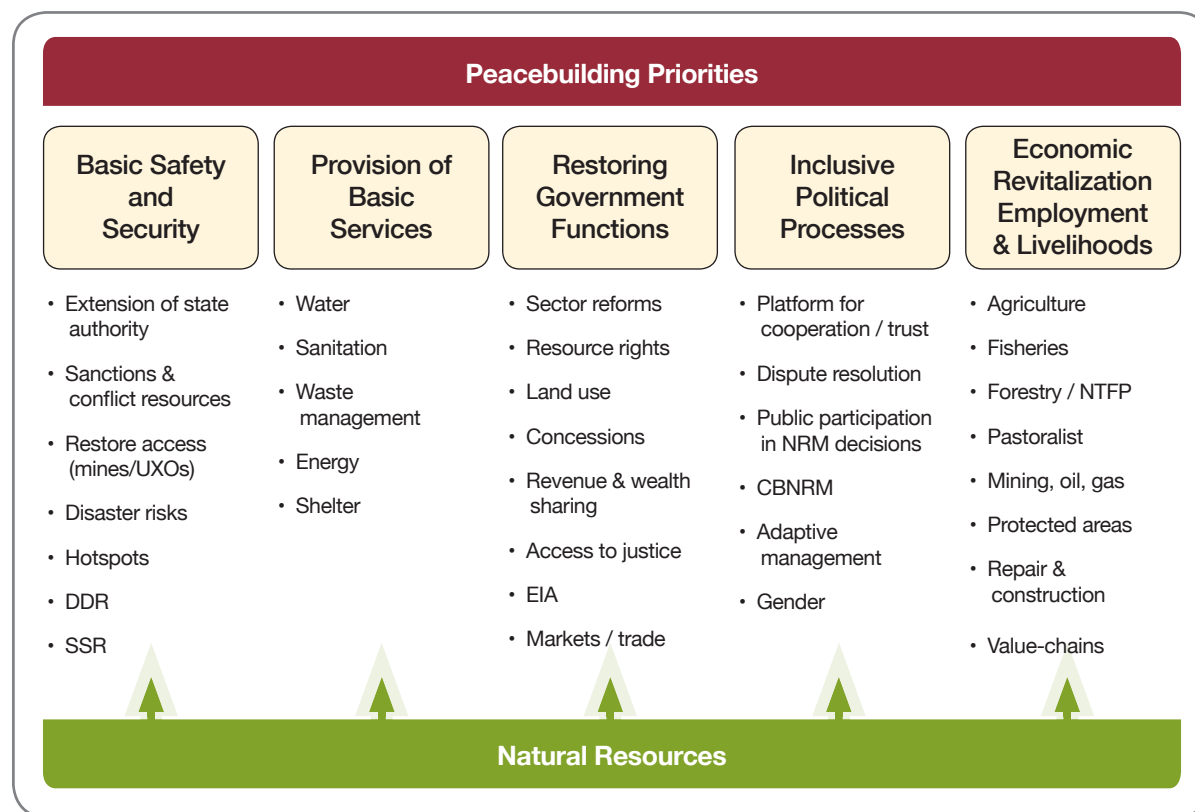 Peacebuilding Priorities
Basic Safety
and
Security
• Extension of state
authority
• Sanctions &
conflict resources
• Restore access
(mines/UXOs)
• Disaster risks
• Hotspots
• DDR
• SSR
Provision of
Basic
Services
• Water
• Sanitation
• Waste
management
• Energy
• Shelter
Restoring
Government
Functions
• Sector reforms
• Resource rights
• Land use
• Concessions
• Revenue & wealth
sharing
• Access to justice
• EIA
• Markets / trade
Inclusive
Political
Processes
• Platform for
cooperation / trust
• Dispute resolution
• Public participation
in NRM decisions
• CBNRM
• Adaptive
management
• Gender
Economic
Revitalization
Employment
& Livelihoods
• Agriculture
• Fisheries
• Forestry / NTFP
• Pastoralist
• Mining, oil, gas
• Protected areas
• Repair &
construction
• Value-chains
Natural Resources